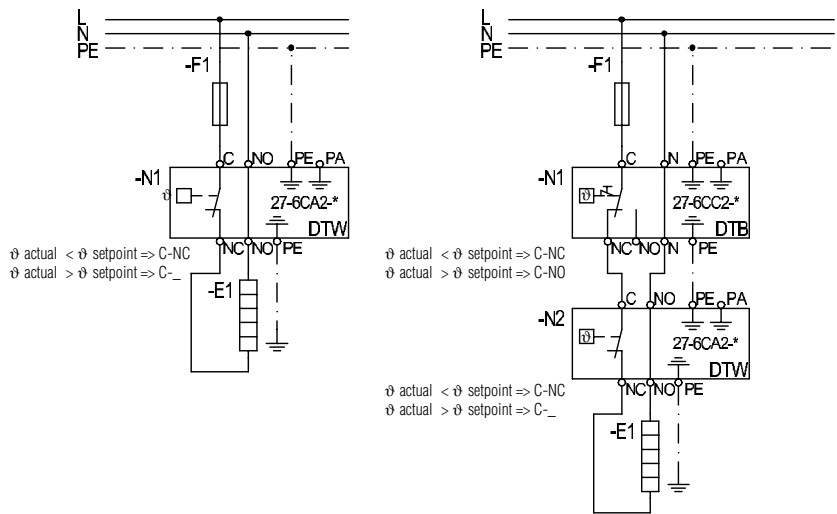 L
N
PE
-F1
C NO PE PA
-N1
ϑ
27-6CA2-*
DTW
NC NO PE
ϑ actual < ϑ setpoint => C-NC
ϑ actual > ϑ setpoint => C-_
-E1
L
N
PE
-F1
C N PE PA
-N1
ϑ
27-6CC2-*
DTB
NC NO N PE
ϑ actual < ϑ setpoint => C-NC
ϑ actual > ϑ setpoint => C-NO
C NO PE PA
-N2
ϑ
27-6CA2-*
DTW
NC NO PE
ϑ actual < ϑ setpoint => C-NC
ϑ actual > ϑ setpoint => C-_
-E1